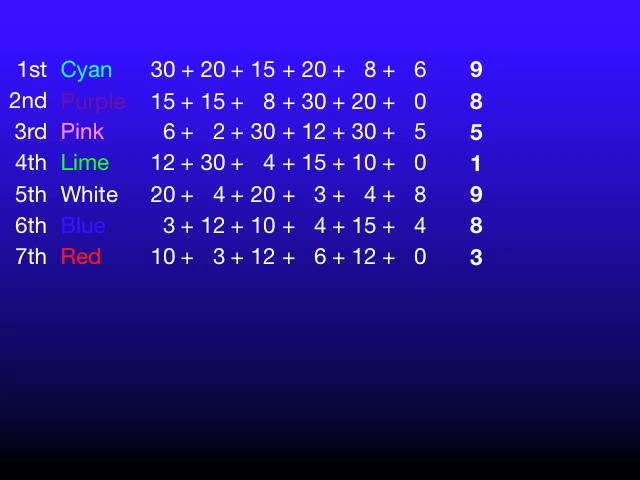 1st Cyan 30 + 20 + 15 + 20 + 8 + 6 9
2nd Purple 15 + 15 + 8 + 30 + 20 + 0 8
3rd Pink 6 + 2 + 30 + 12 + 30 + 5 5
4th Lime 12 + 30 + 4 + 15 + 10 + 0 1
5th White 20 + 4 + 20 + 3 + 4 + 8 9
6th Blue 3 + 12 + 10 + 4 + 15 + 4 8
7th Red 10 + 3 + 12 + 6 + 12 + 0 3